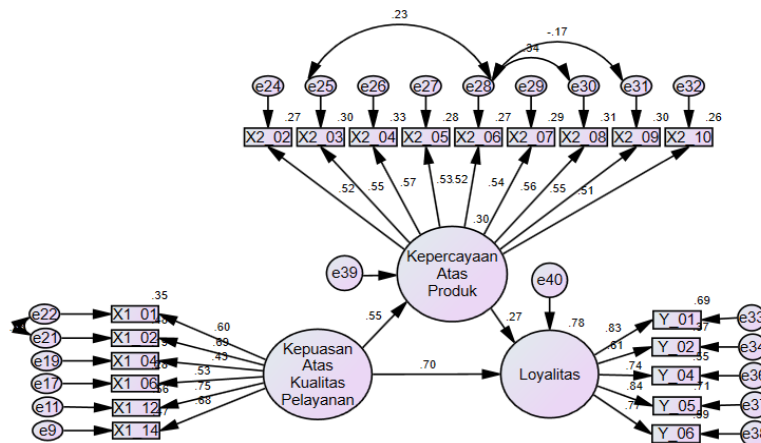 .23
-.17
.34
e24 e25 e26 e27 e28 e29 e30 e31 e32
.27 .30 .33 .28 .27 .29 .31 .30 .26
X2_02 X2_03 X2_04 X2_05 X2_06 X2_07 X2_08 X2_09 X2_10
.52 .55 .57 .53 .52 .54 .56 .55 .51
.30
Kepercayaan
Atas
Produk
e39
e40
.55
.27
.78
e22 X1_01 .35
e21 X1_02
e19 X1_04
e17 X1_06
e11 X1_12
e9 X1_14
.60
.69
.43
.53
.75
.68
Kepuasan
Atas
Kualitas
Pelayanan
.70
Loyalitas
.83
.61
.74
.84
.77
.69
Y_01 e33
Y_02 e34
Y_04 e36
.71
Y_05 e37
Y_06 e38